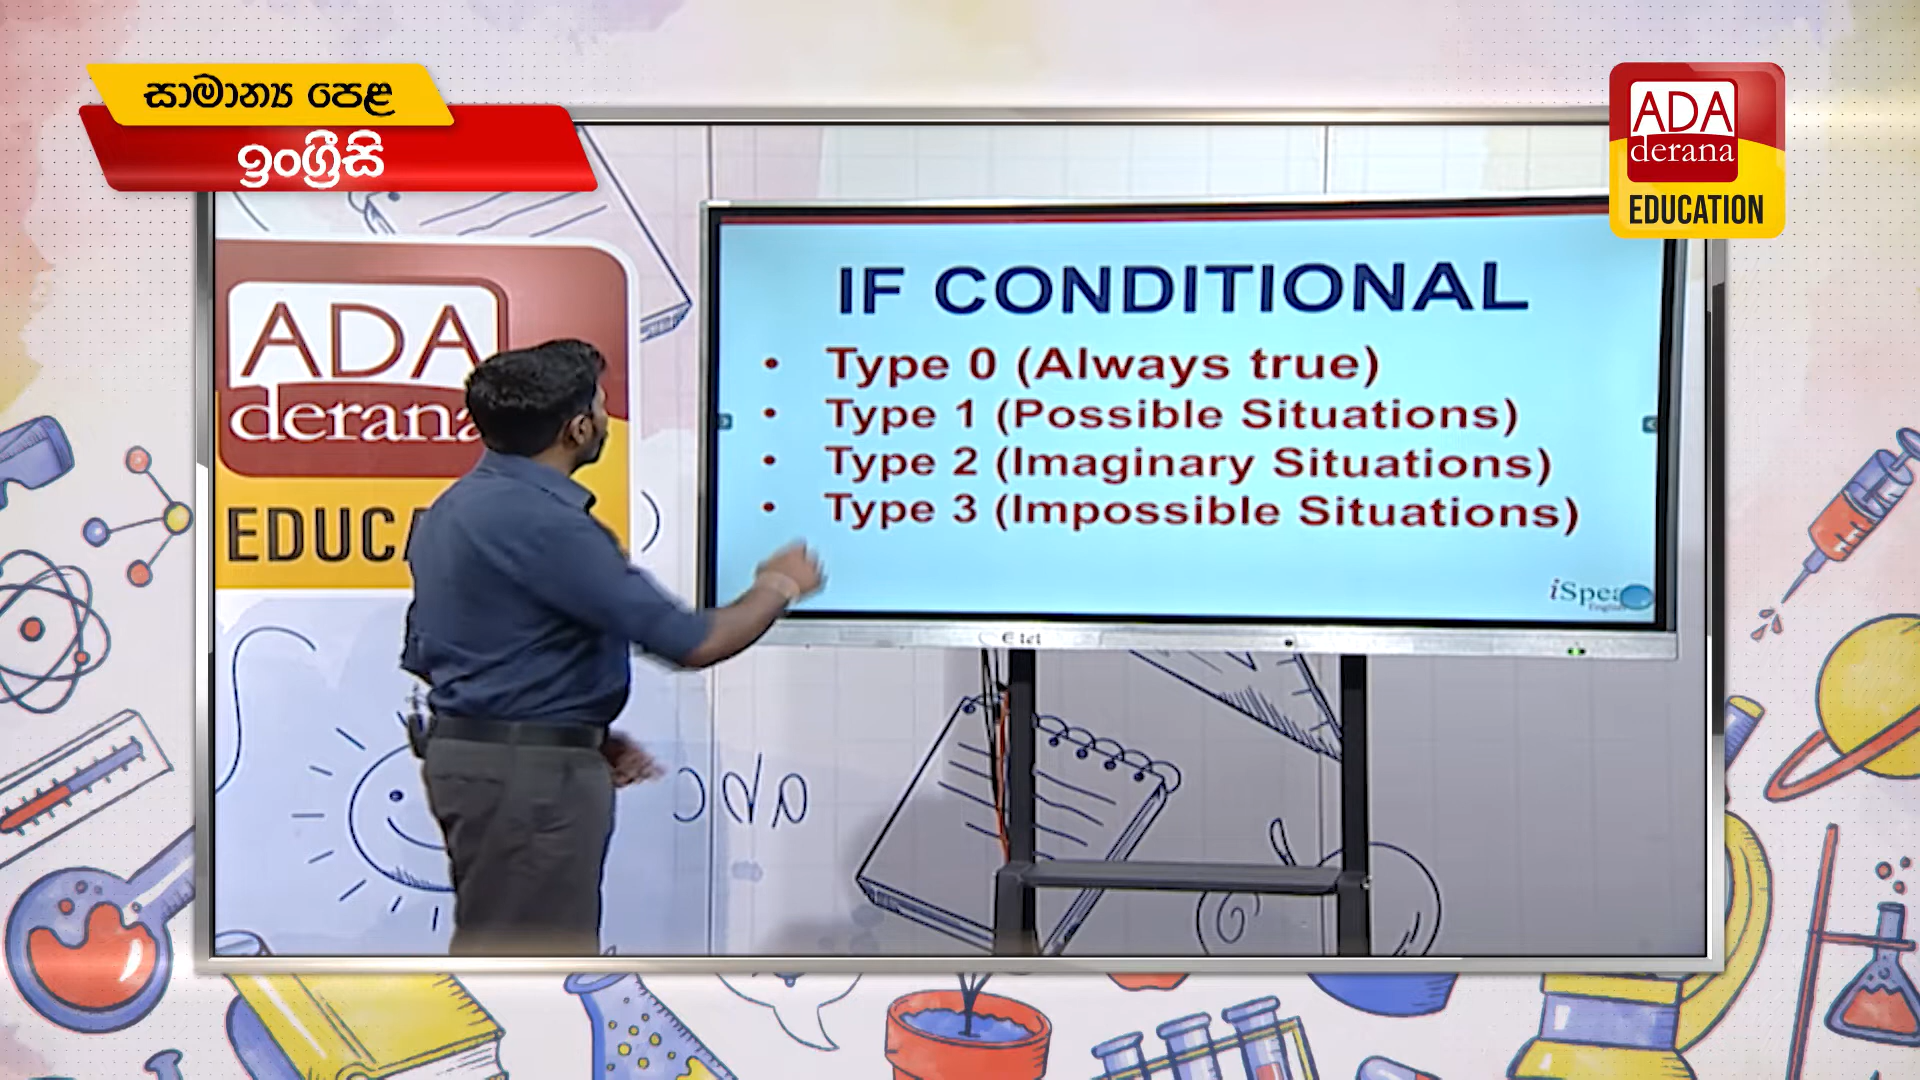 සාමාන්‍ය පෙළ
ඉංග්‍රීසි
ADA
derana
EDUCATION
ADA
derana
IF CONDITIONAL
• Type 0 (Always true)
• Type 1 (Possible Situations)
• Type 2 (Imaginary Situations)
• Type 3 (Impossible Situations)
English